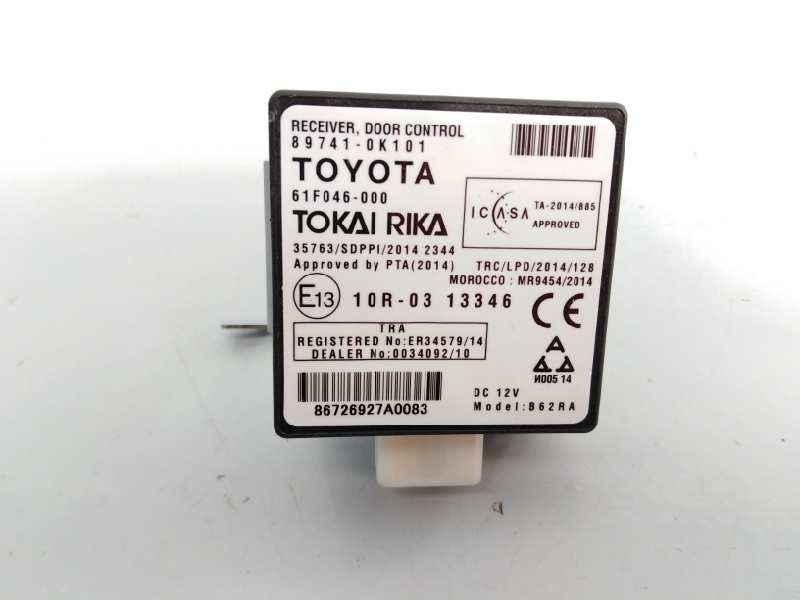 RECEIVER, DOOR CONTROL
89741-0K101
TOYOTA
61F046-000
TOKAI RIKA
ICASA TA-2014/885
APPROVED
35763/SDPPI/2014 2344
Approved by PTA(2014) TRC/LPD/2014/128
MOROCCO : MR9454/2014
E13 10R-03 13346 CE
TRA
REGISTERED No:ER34579/14
DEALER No:0034092/10
И005 14
86726927A0083
DC 12V
Model:B62RA